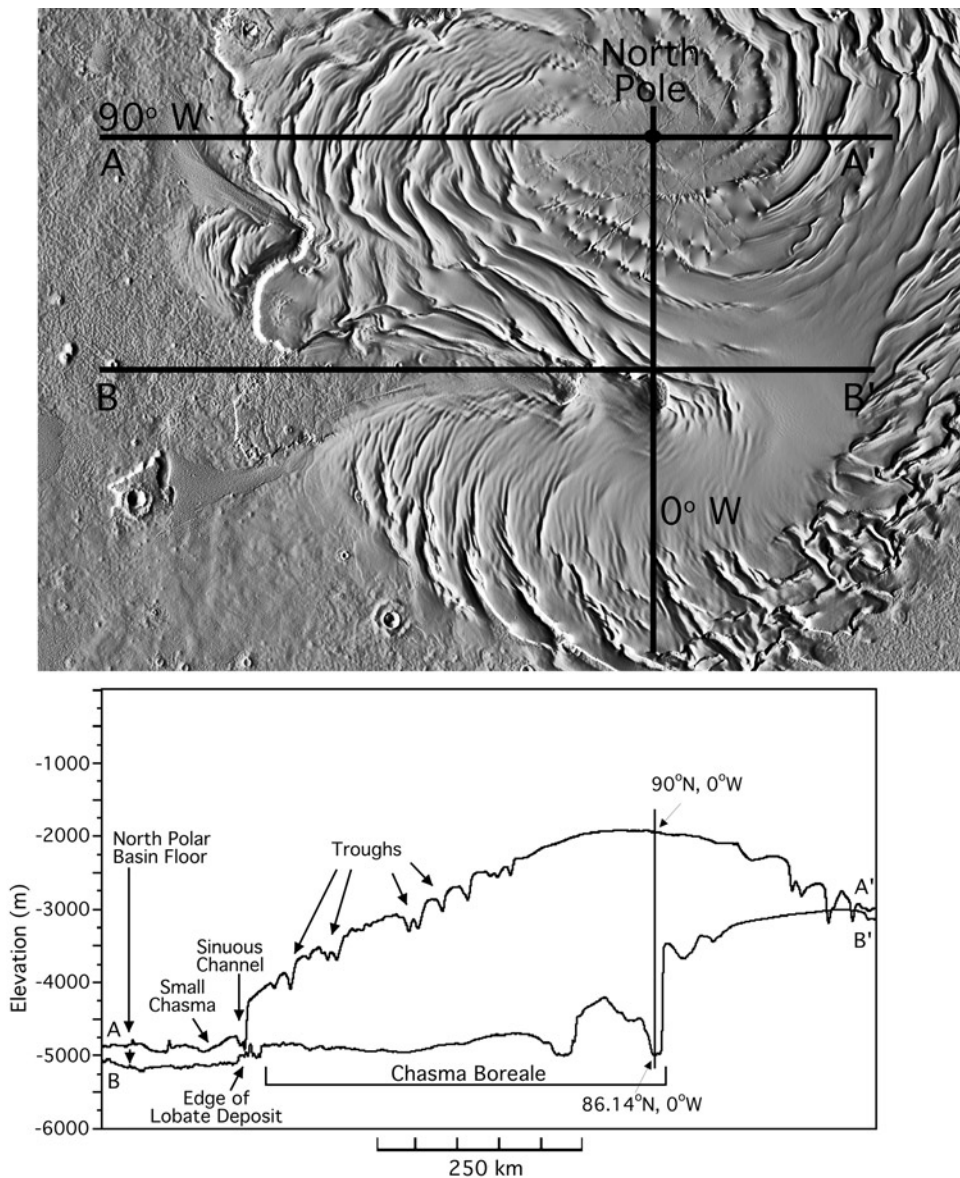 North
Pole
90° W
A
A'
B
B'
0° W
-1000
-2000
-3000
-4000
-5000
-6000
Elevation (m)
90°N, 0°W
North Polar
Basin Floor
Troughs
Sinuous
Channel
Small
Chasma
A
B
A'
B'
Chasma Boreale
Edge of
Lobate Deposit
86.14°N, 0°W
250 km